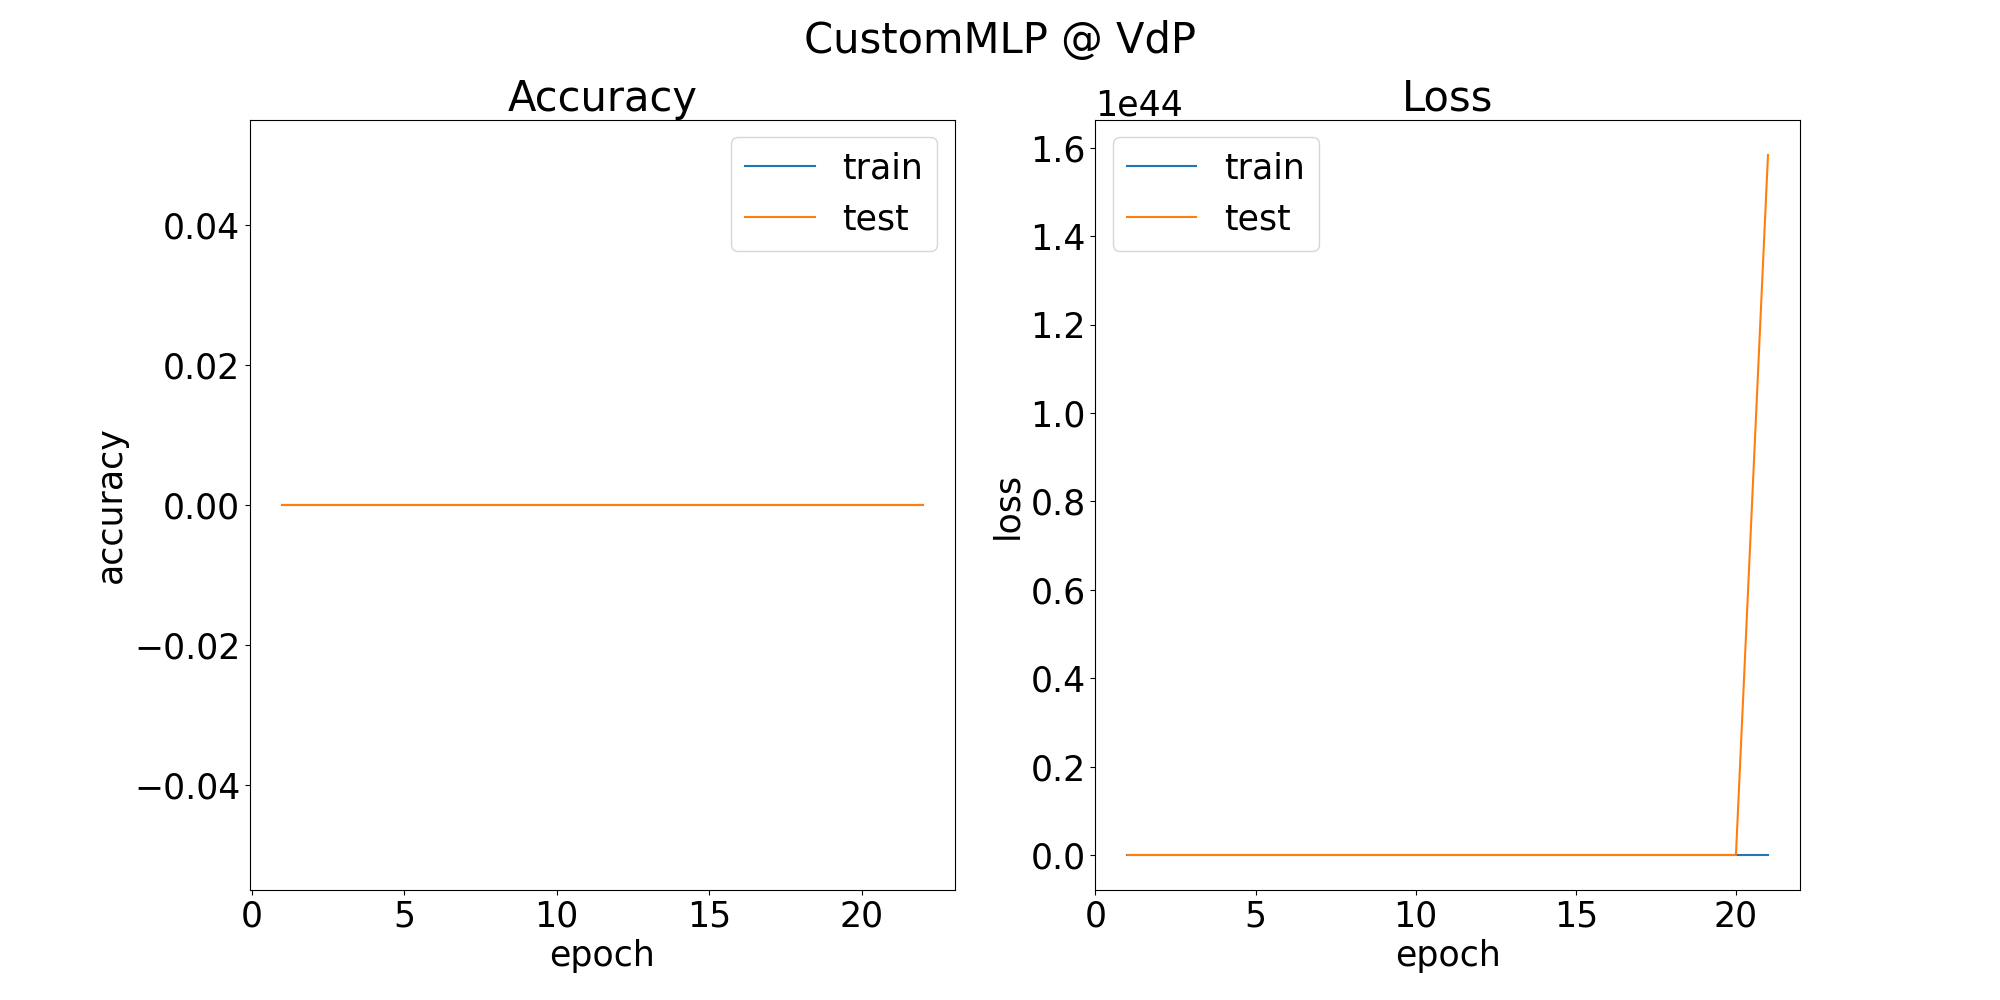 CustomMLP @ VdP
Accuracy
train
test
0.04
0.02
0.00
−0.02
−0.04
accuracy
0 5 10 15 20
epoch
Loss
1e44
train
test
1.6
1.4
1.2
1.0
0.8
0.6
0.4
0.2
0.0
loss
0 5 10 15 20
epoch